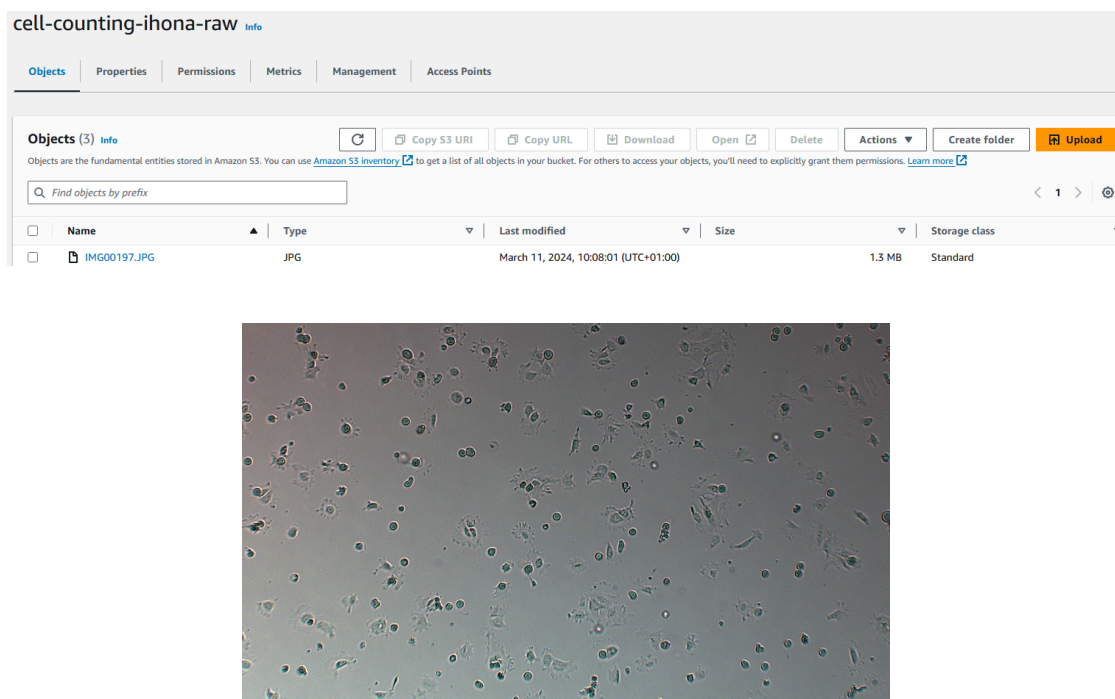 cell-counting-ihona-raw Info
Objects Properties Permissions Metrics Management Access Points
Objects (3) Info Copy S3 URI Copy URL Download Open Delete Actions Create folder Upload
Objects are the fundamental entities stored in Amazon S3. You can use Amazon S3 inventory to get a list of all objects in your bucket. For others to access your objects, you'll need to explicitly grant them permissions. Learn more
Find objects by prefix 1
Name Type Last modified Size Storage class
IMG00197.JPG JPG March 11, 2024, 10:08:01 (UTC+01:00) 1.3 MB Standard